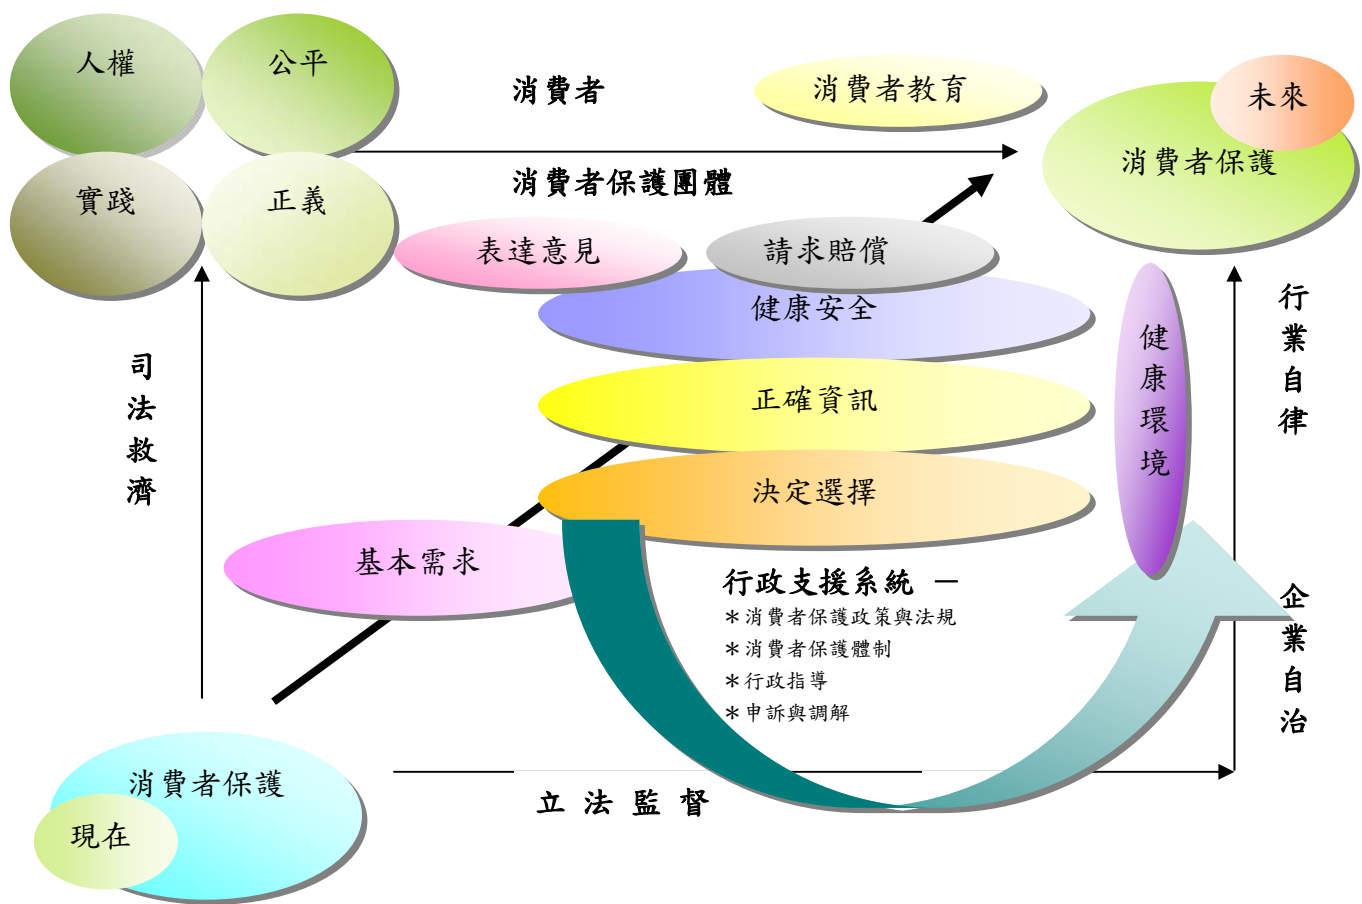 人權
公平
消費者
消費者教育
未來
消費者保護
實踐
正義
消費者保護團體
表達意見
請求賠償
健康安全
正確資訊
決定選擇
基本需求
健康環境
行業自律
司法救濟
企業自治
行政支援系統 －
＊消費者保護政策與法規
＊消費者保護體制
＊行政指導
＊申訴與調解
消費者保護
現在
立法監督